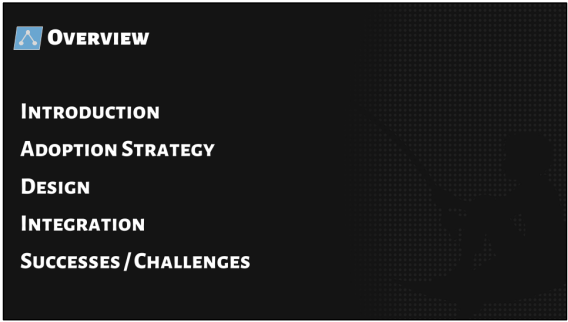 Overview
Introduction
Adoption Strategy
Design
Integration
Successes / Challenges